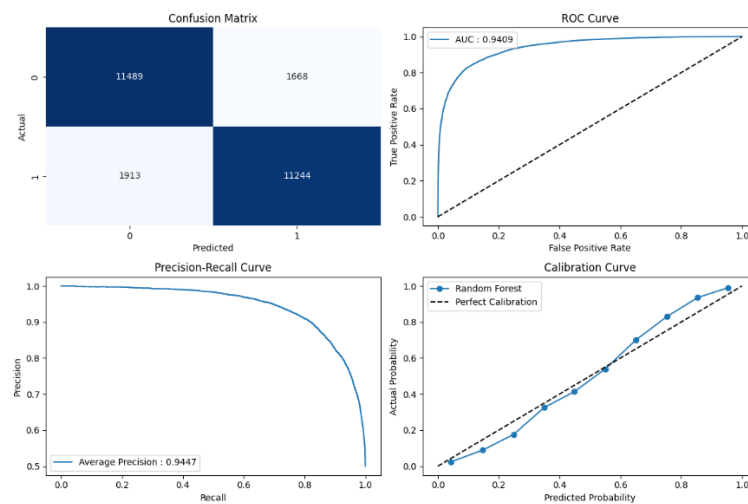 Confusion Matrix
0
11489
1668
Actual
1
1913
11244
0
1
Predicted
ROC Curve
AUC : 0.9409
True Positive Rate
1.0
0.8
0.6
0.4
0.2
0.0
0.0
0.2
0.4
0.6
0.8
1.0
False Positive Rate
Precision-Recall Curve
Precision
1.0
0.9
0.8
0.7
0.6
0.5
Average Precision : 0.9447
0.0
0.2
0.4
0.6
0.8
1.0
Recall
Calibration Curve
Random Forest
Perfect Calibration
Actual Probability
1.0
0.8
0.6
0.4
0.2
0.0
0.0
0.2
0.4
0.6
0.8
1.0
Predicted Probability